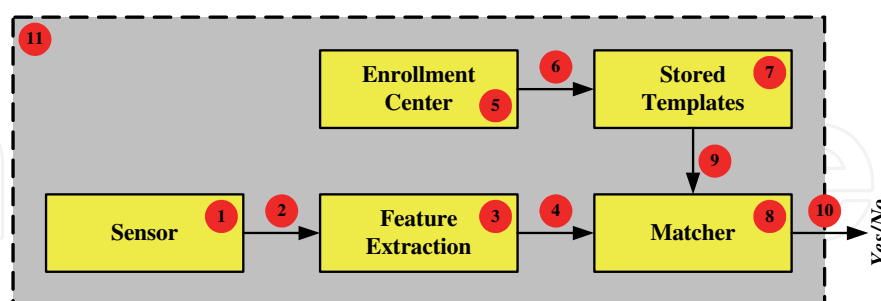 11
Enrollment
Center
5
6
Stored
Templates
7
9
Sensor
1
2
Feature
Extraction
3
4
Matcher
8
10
Yes/No